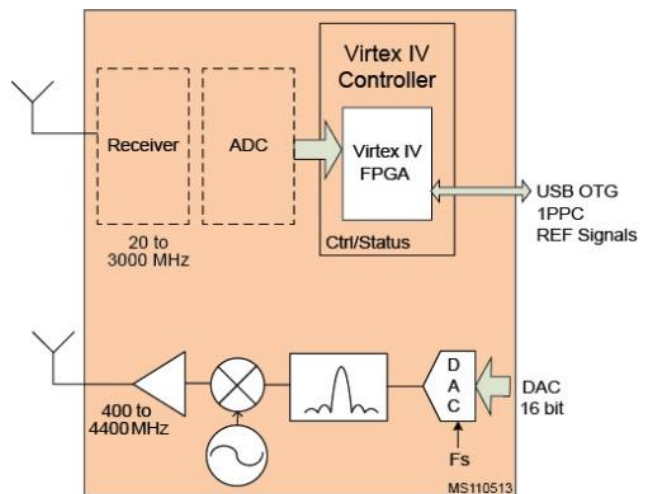 Virtex IV
Controller
Receiver
ADC
Virtex IV
FPGA
Ctrl/Status
20 to
3000 MHz
USB OTG
1PPC
REF Signals
400 to
4400MHz
D
A
C
Fs
DAC
16 bit
MS110513